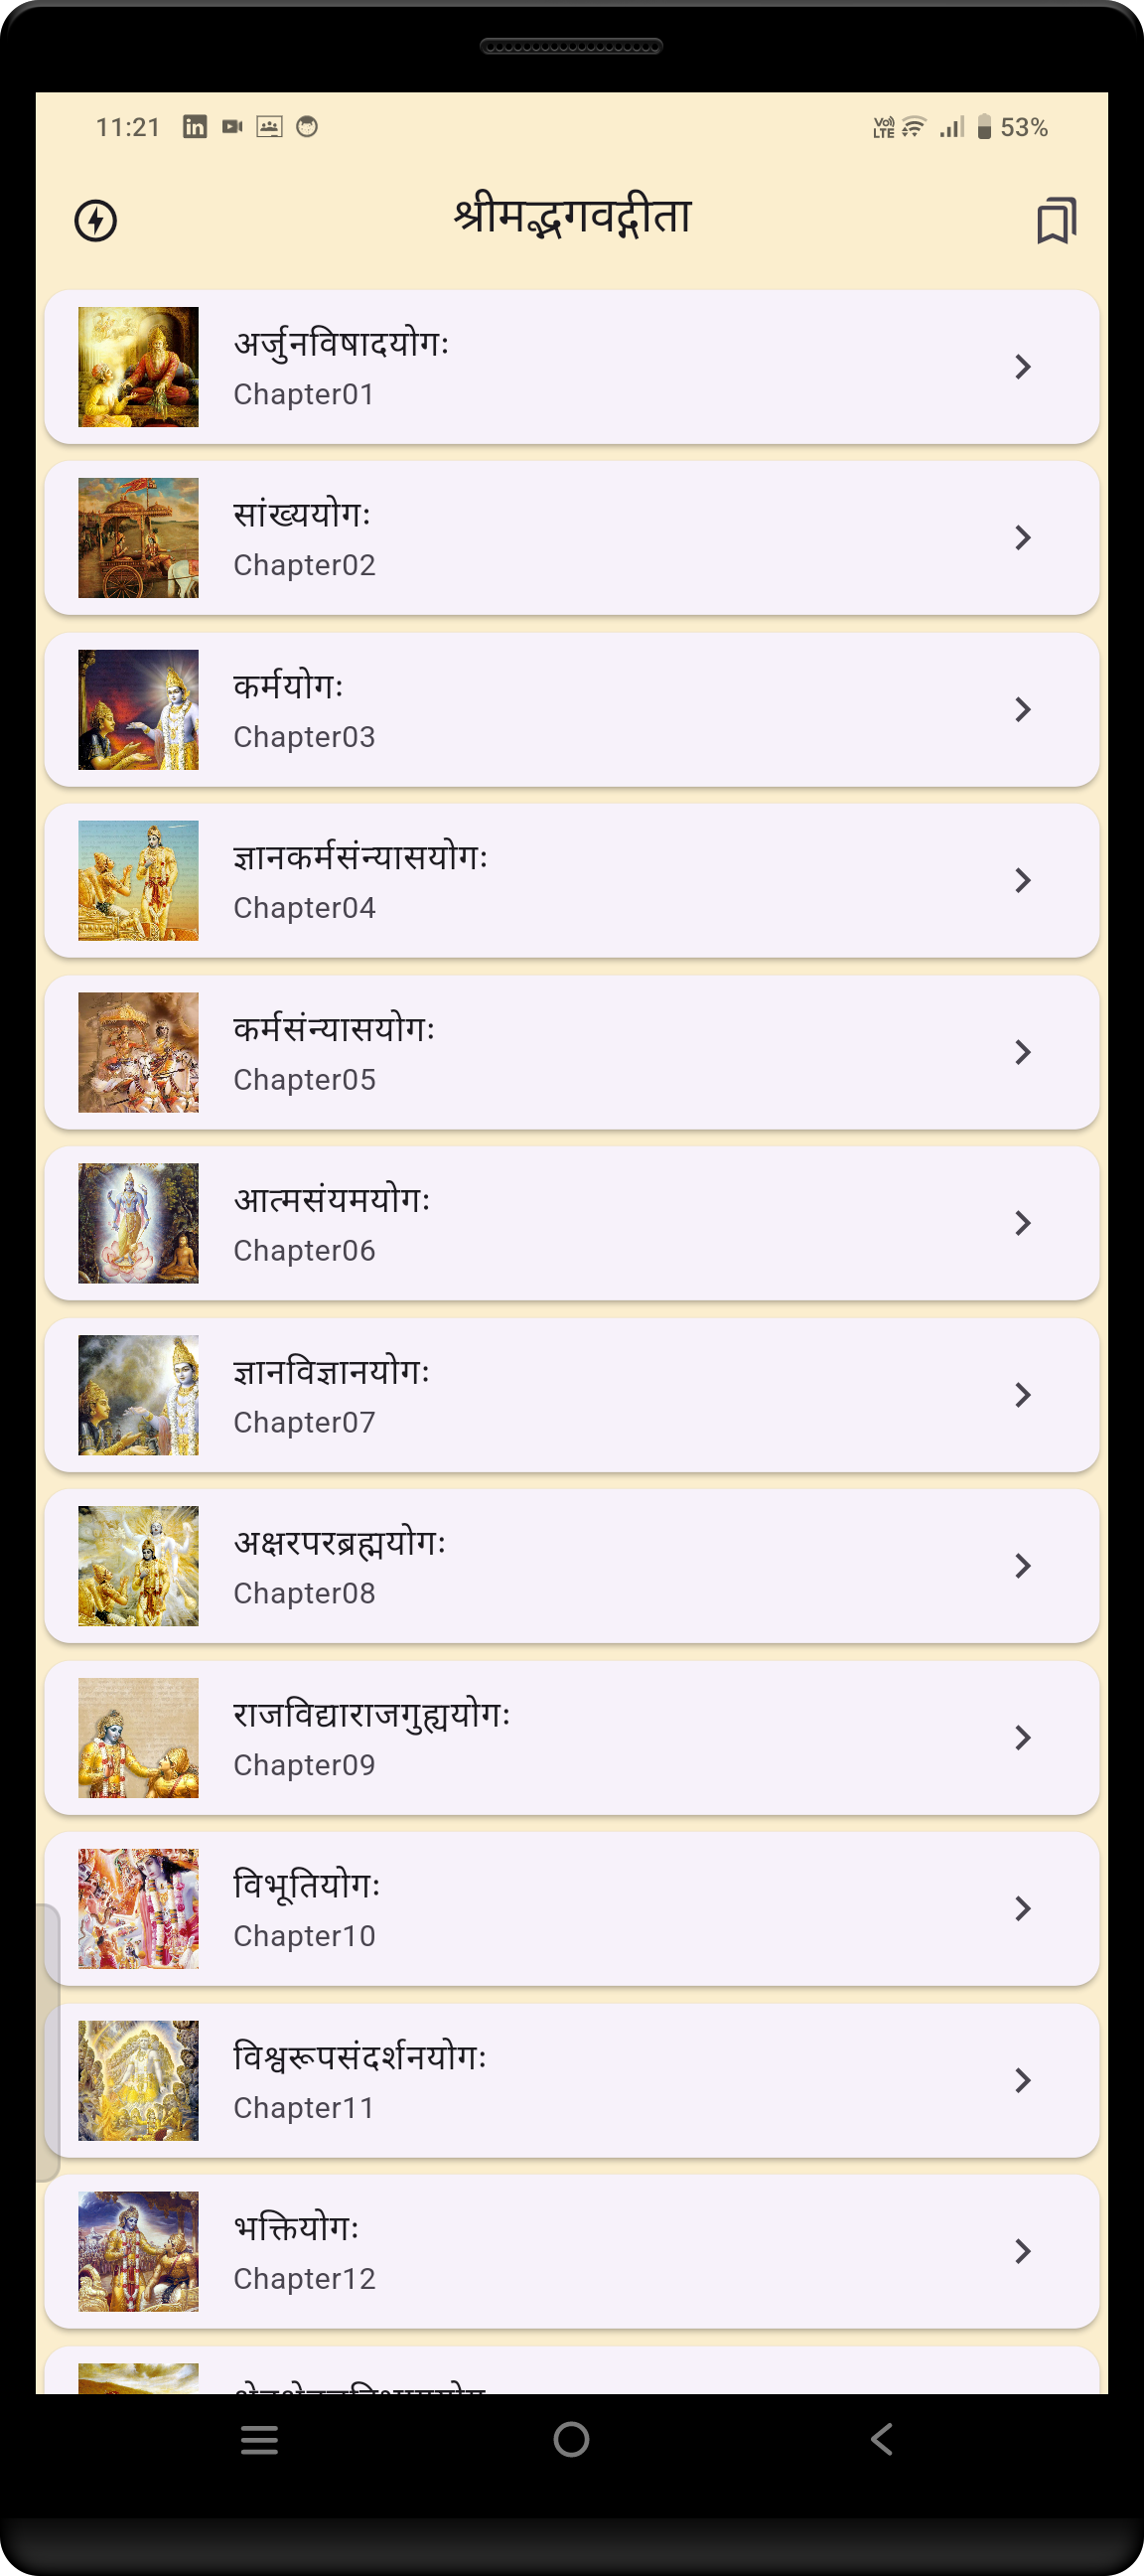 11:21
Vo)) LTE 53%
श्रीमद्भगवद्गीता
अर्जुनविषादयोगः
Chapter01
सांख्ययोगः
Chapter02
कर्मयोगः
Chapter03
ज्ञानकर्मसंन्यासयोगः
Chapter04
कर्मसंन्यासयोगः
Chapter05
आत्मसंयमयोगः
Chapter06
ज्ञानविज्ञानयोगः
Chapter07
अक्षरपरब्रह्मयोगः
Chapter08
राजविद्याराजगुह्ययोगः
Chapter09
विभूतियोगः
Chapter10
विश्वरूपसंदर्शनयोगः
Chapter11
भक्तियोगः
Chapter12